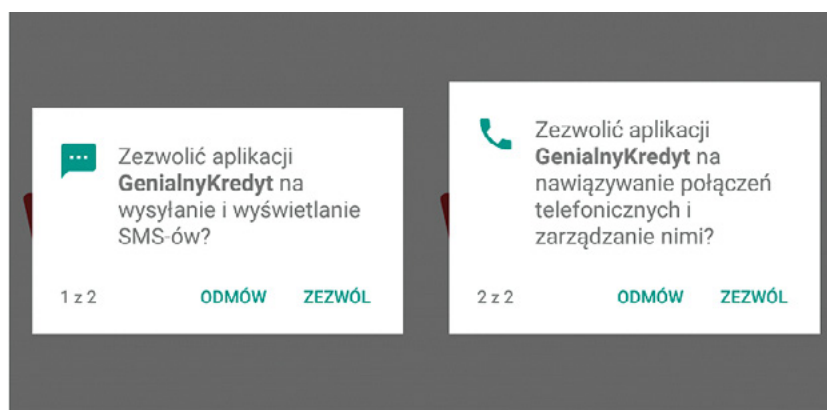 Zezwolić aplikacji
GenialnyKredyt na
wysyłanie i wyświetlanie
SMS-ów?
1 z 2
ODMÓW ZEZWÓL
Zezwolić aplikacji
GenialnyKredyt na
nawiązywanie połączeń
telefonicznych i
zarządzanie nimi?
2 z 2
ODMÓW ZEZWÓL